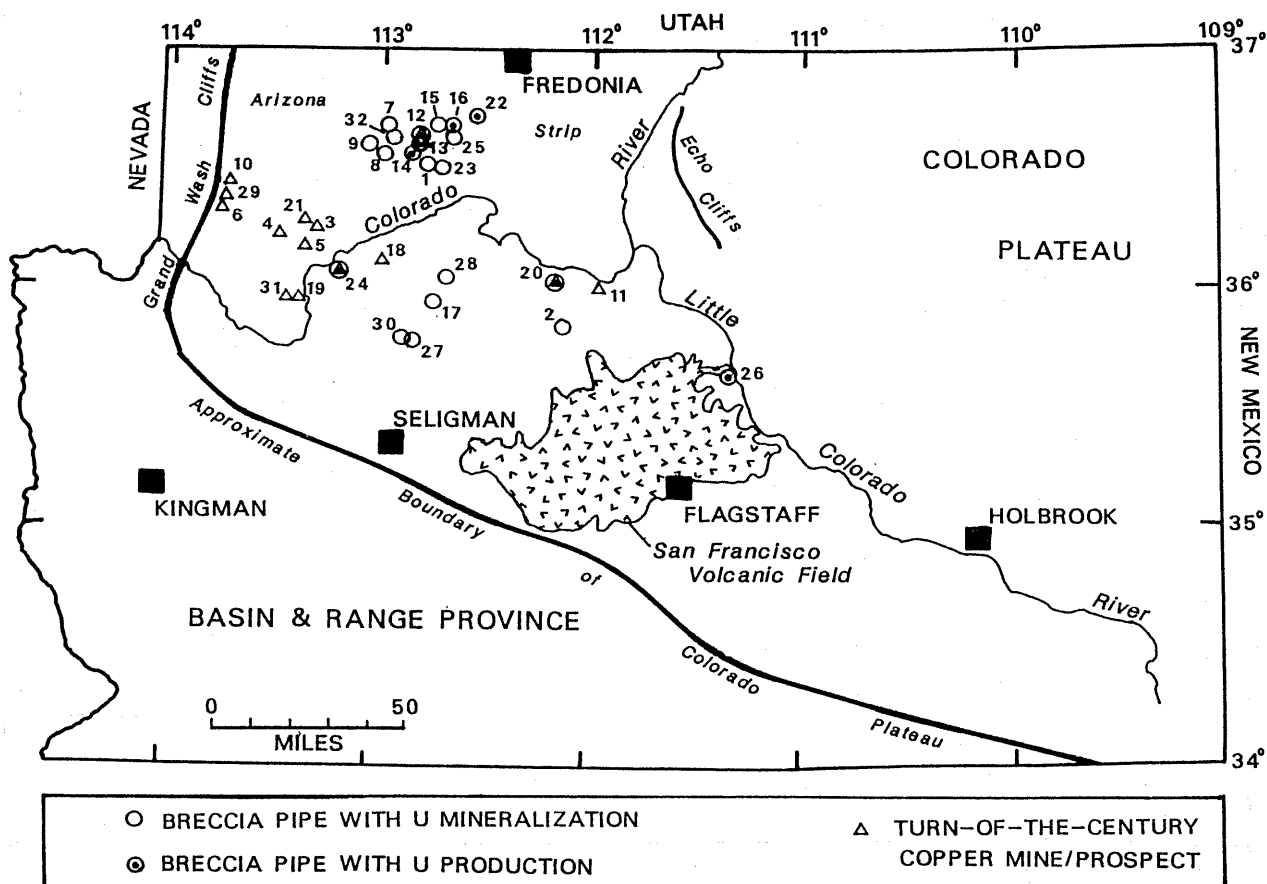 UTAH
114° 113° 112° 111° 110° 109°
37°
FREDONIA
NEVADA
Cliffs
Wash
Grand
Arizona
Strip
7 15 16 22
32 12
9 13 25
8 14 1 23
10
29
6
21
4 3
5
Colorado
River
Echo
Cliffs
COLORADO
PLATEAU
18
24
31 19
28
17
20
11
2
30
27
36°
Little
26
NEW MEXICO
SELIGMAN
Approximate
Boundary
of
Colorado
Plateau
KINGMAN
FLAGSTAFF
San Francisco
Volcanic Field
Colorado
River
HOLBROOK
35°
BASIN & RANGE PROVINCE
0 50
MILES
34°
BRECCIA PIPE WITH U MINERALIZATION
BRECCIA PIPE WITH U PRODUCTION
TURN-OF-THE-CENTURY
COPPER MINE/PROSPECT